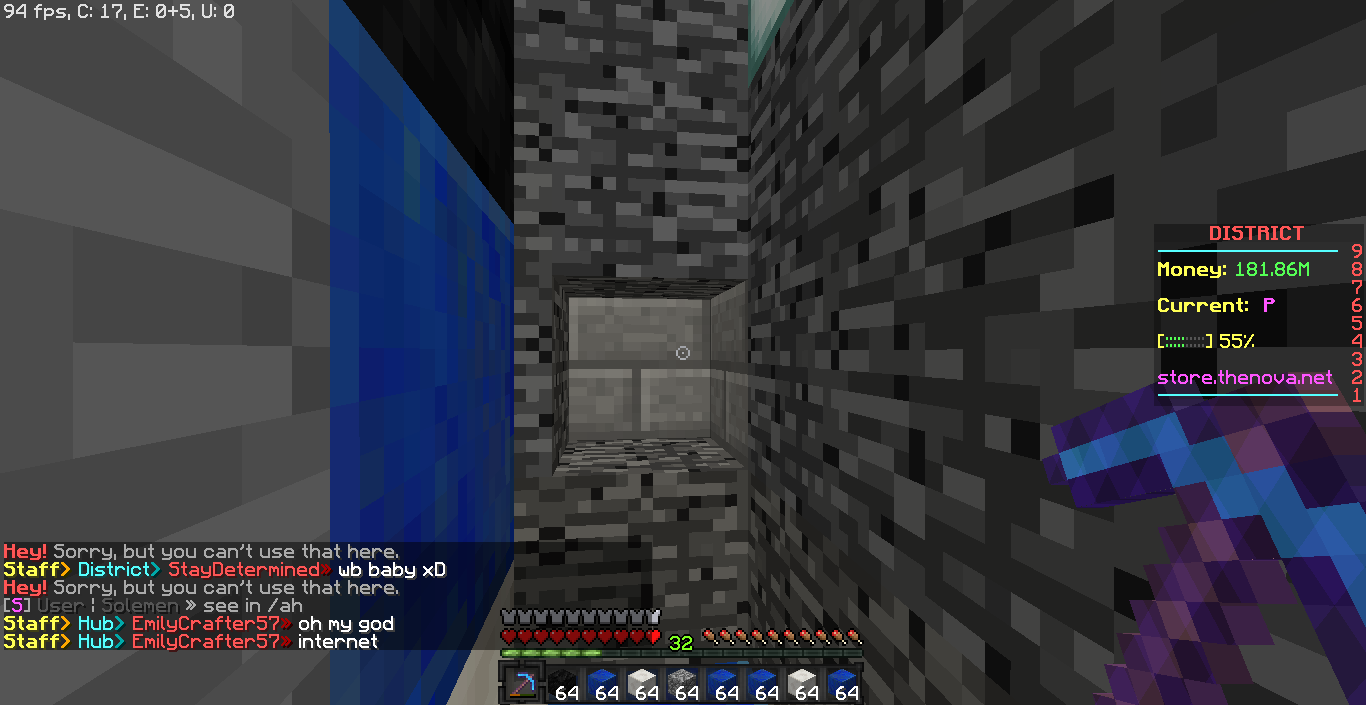 94 fps, C: 17, E: 0+5, U: 0
DISTRICT
9
Money: 181.86M
8
7
Current: P
6
5
[::::::::::] 55%
4
3
store.thenova.net
2
1
Hey! Sorry, but you can't use that here.
Staff> District> StayDetermined» wb baby xD
Hey! Sorry, but you can't use that here.
[S] User ¦ Solemen » see in /ah
Staff> Hub> EmilyCrafter57» oh my god
Staff> Hub> EmilyCrafter57» internet
32
64 64 64 64 64 64 64 64